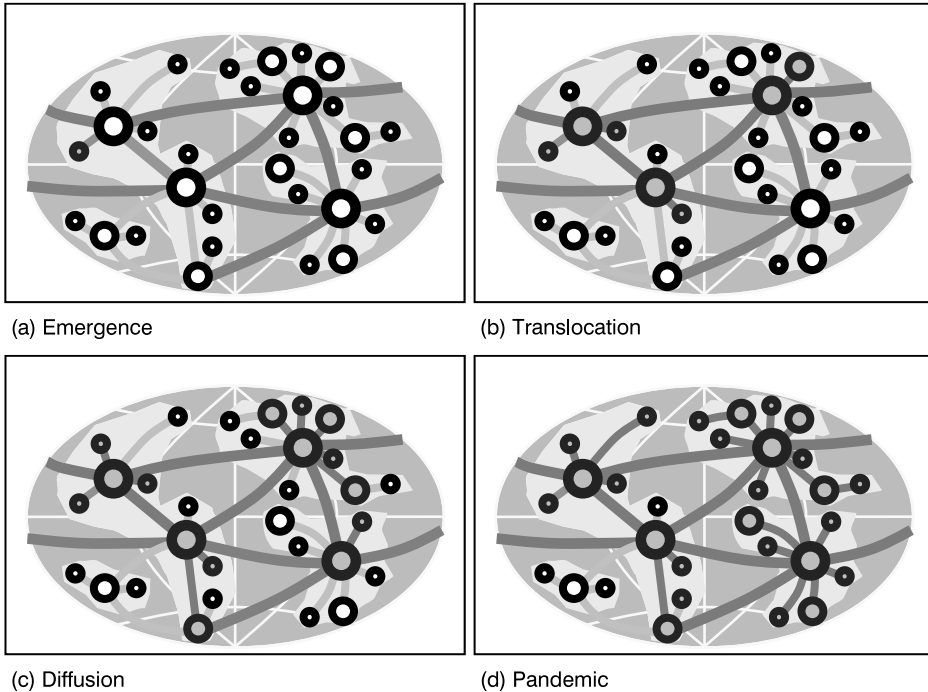 (a) Emergence
(b) Translocation
(c) Diffusion
(d) Pandemic